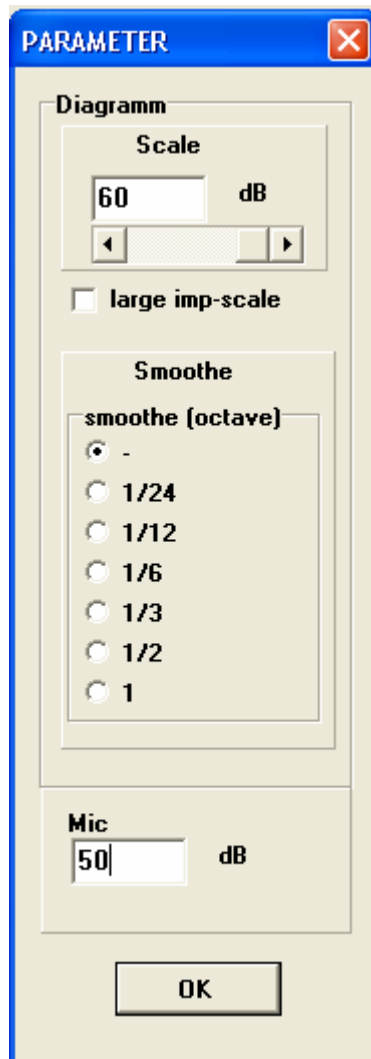 PARAMETER
Diagramm
Scale
60 dB
large imp-scale
Smoothe
smoothe (octave)
-
1/24
1/12
1/6
1/3
1/2
1
Mic
50 dB
OK